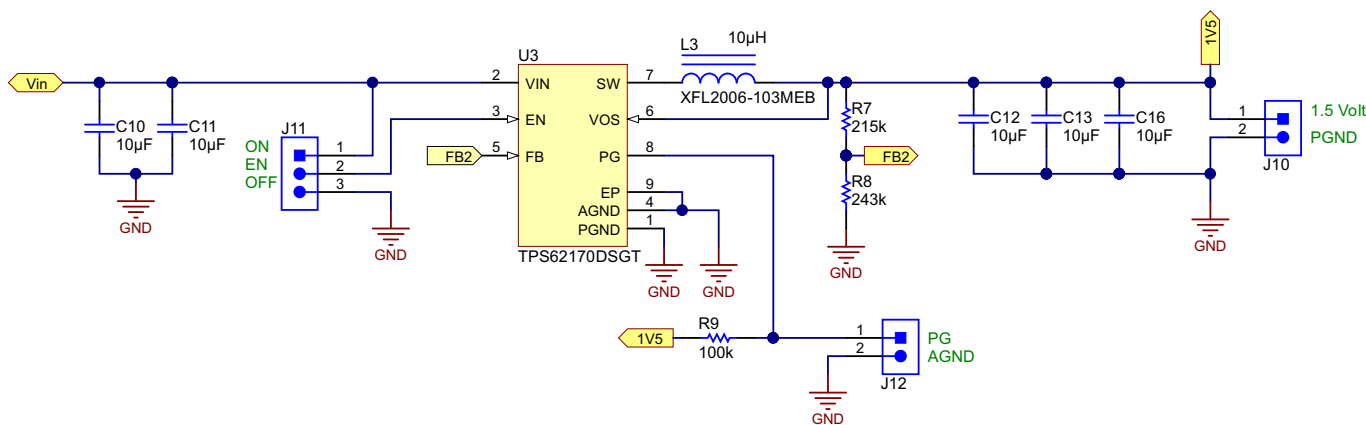 1V5
L3
10µH
U3
Vin
2
VIN
SW
7
XFL2006-103MEB
C10
10µF
C11
10µF
J11
ON
EN
OFF
1
2
3
3
EN
VOS
6
FB2
5
FB
PG
8
EP
9
AGND
4
PGND
1
TPS62170DSGT
R7
215k
FB2
R8
243k
C12
10µF
C13
10µF
C16
10µF
1
2
1.5 Volt
PGND
J10
GND
GND
GND
GND
GND
GND
1V5
R9
100k
1
2
PG
AGND
J12
GND